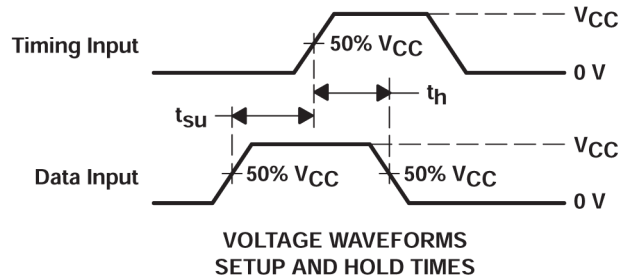 VCC
Timing Input
50% VCC
0 V
th
tsu
VCC
Data Input
50% VCC
50% VCC
0 V
VOLTAGE WAVEFORMS
SETUP AND HOLD TIMES